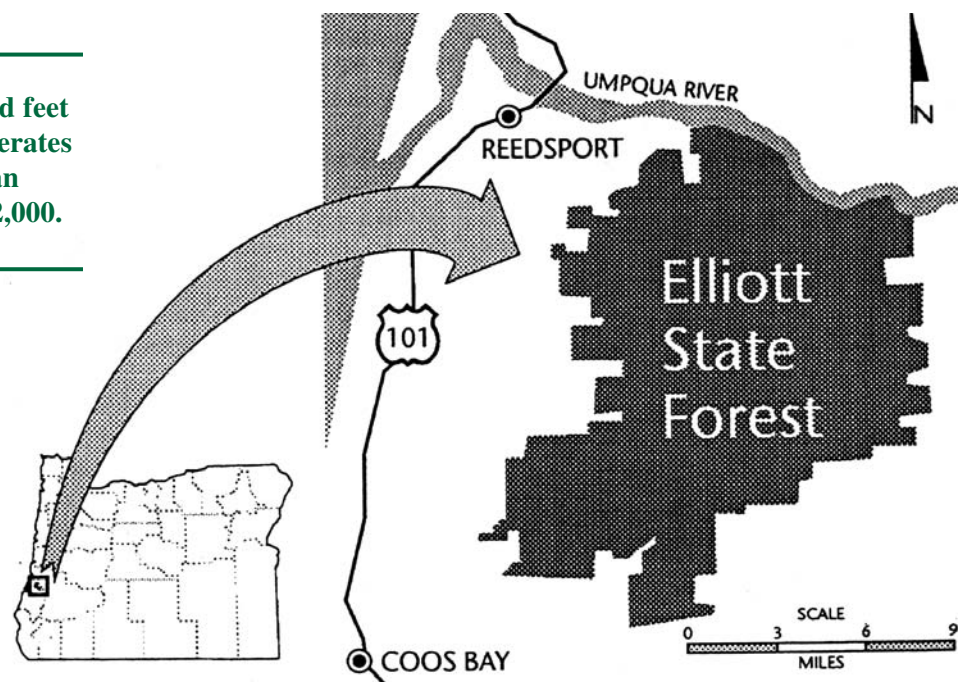 d feet
erates
an
2,000.
UMPQUA RIVER
N
REEDSPORT
Elliott
State
Forest
101
SCALE
0 3 6 9
MILES
COOS BAY